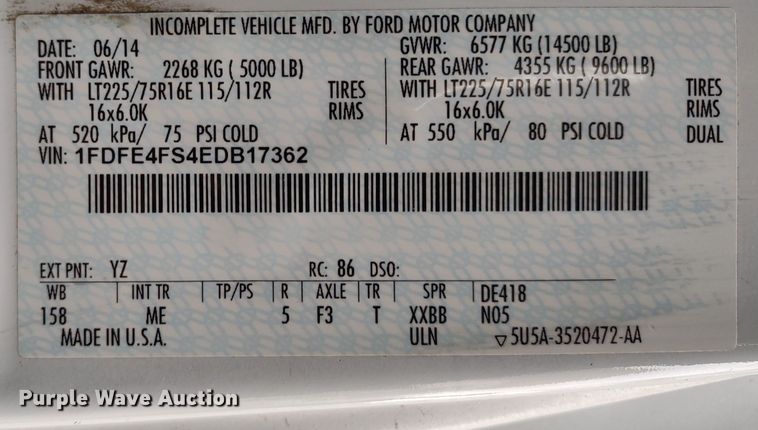 INCOMPLETE VEHICLE MFD. BY FORD MOTOR COMPANY
DATE: 06/14 GVWR: 6577 KG (14500 LB)
FRONT GAWR: 2268 KG ( 5000 LB) REAR GAWR: 4355 KG ( 9600 LB)
WITH LT225/75R16E 115/112R TIRES WITH LT225/75R16E 115/112R TIRES
16x6.0K RIMS 16x6.0K RIMS
AT 520 kPa/ 75 PSI COLD AT 550 kPa/ 80 PSI COLD DUAL
VIN: 1FDFE4FS4EDB17362
EXT PNT: YZ RC: 86 DSO:
WB INT TR TP/PS R AXLE TR SPR DE418
158 ME 5 F3 T XXBB N05
MADE IN U.S.A. ULN ▽5U5A-3520472-AA
Purple Wave Auction